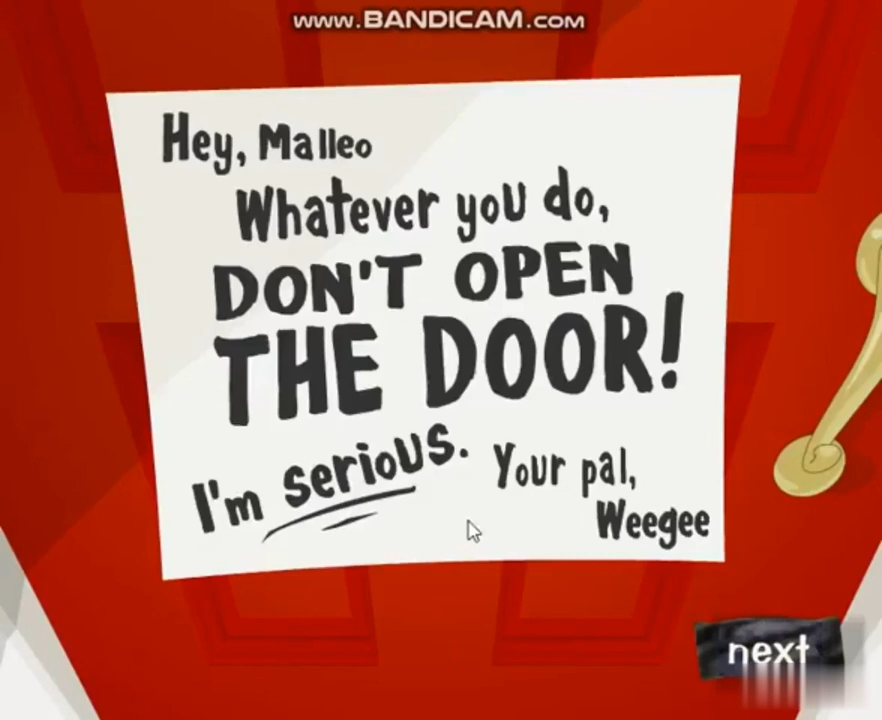 www.BANDICAM.com
Hey, Malleo
Whatever you do,
DON'T OPEN
THE DOOR!
I'm serious.
Your pal,
Weegee
next